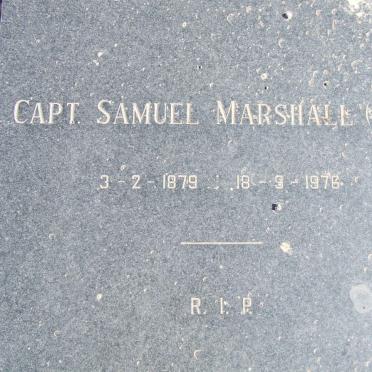 CAPT. SAMUEL MARSHALL (
3-2-1879 .. 18-9-1976
R.I.P.